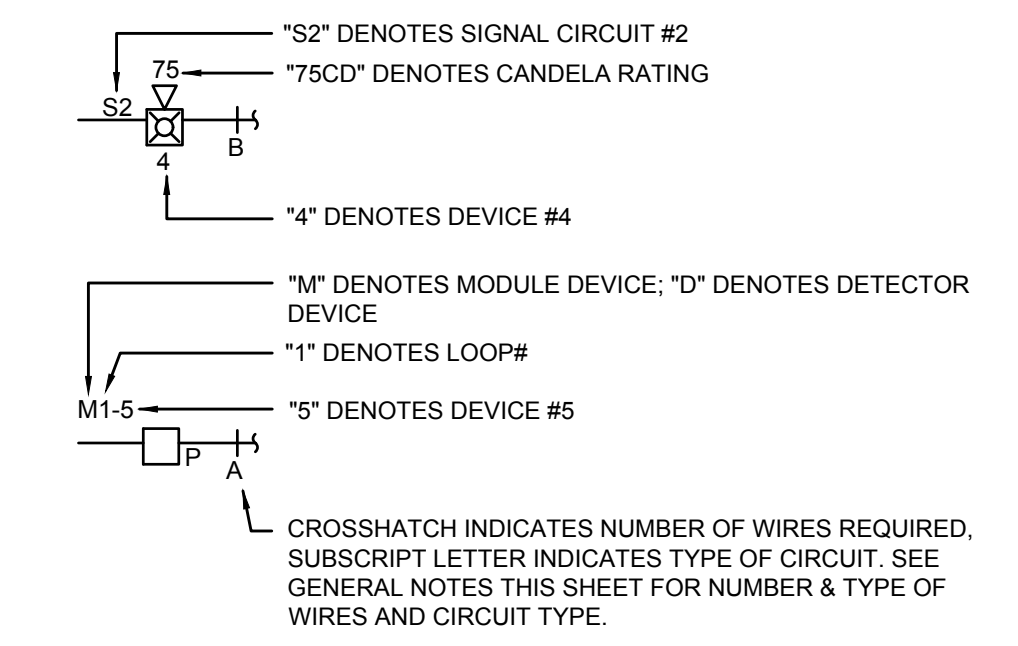 "S2" DENOTES SIGNAL CIRCUIT #2
75
"75CD" DENOTES CANDELA RATING
S2
B
4
"4" DENOTES DEVICE #4
"M" DENOTES MODULE DEVICE; "D" DENOTES DETECTOR
DEVICE
"1" DENOTES LOOP#
M1-5
"5" DENOTES DEVICE #5
P
A
CROSSHATCH INDICATES NUMBER OF WIRES REQUIRED,
SUBSCRIPT LETTER INDICATES TYPE OF CIRCUIT. SEE
GENERAL NOTES THIS SHEET FOR NUMBER & TYPE OF
WIRES AND CIRCUIT TYPE.